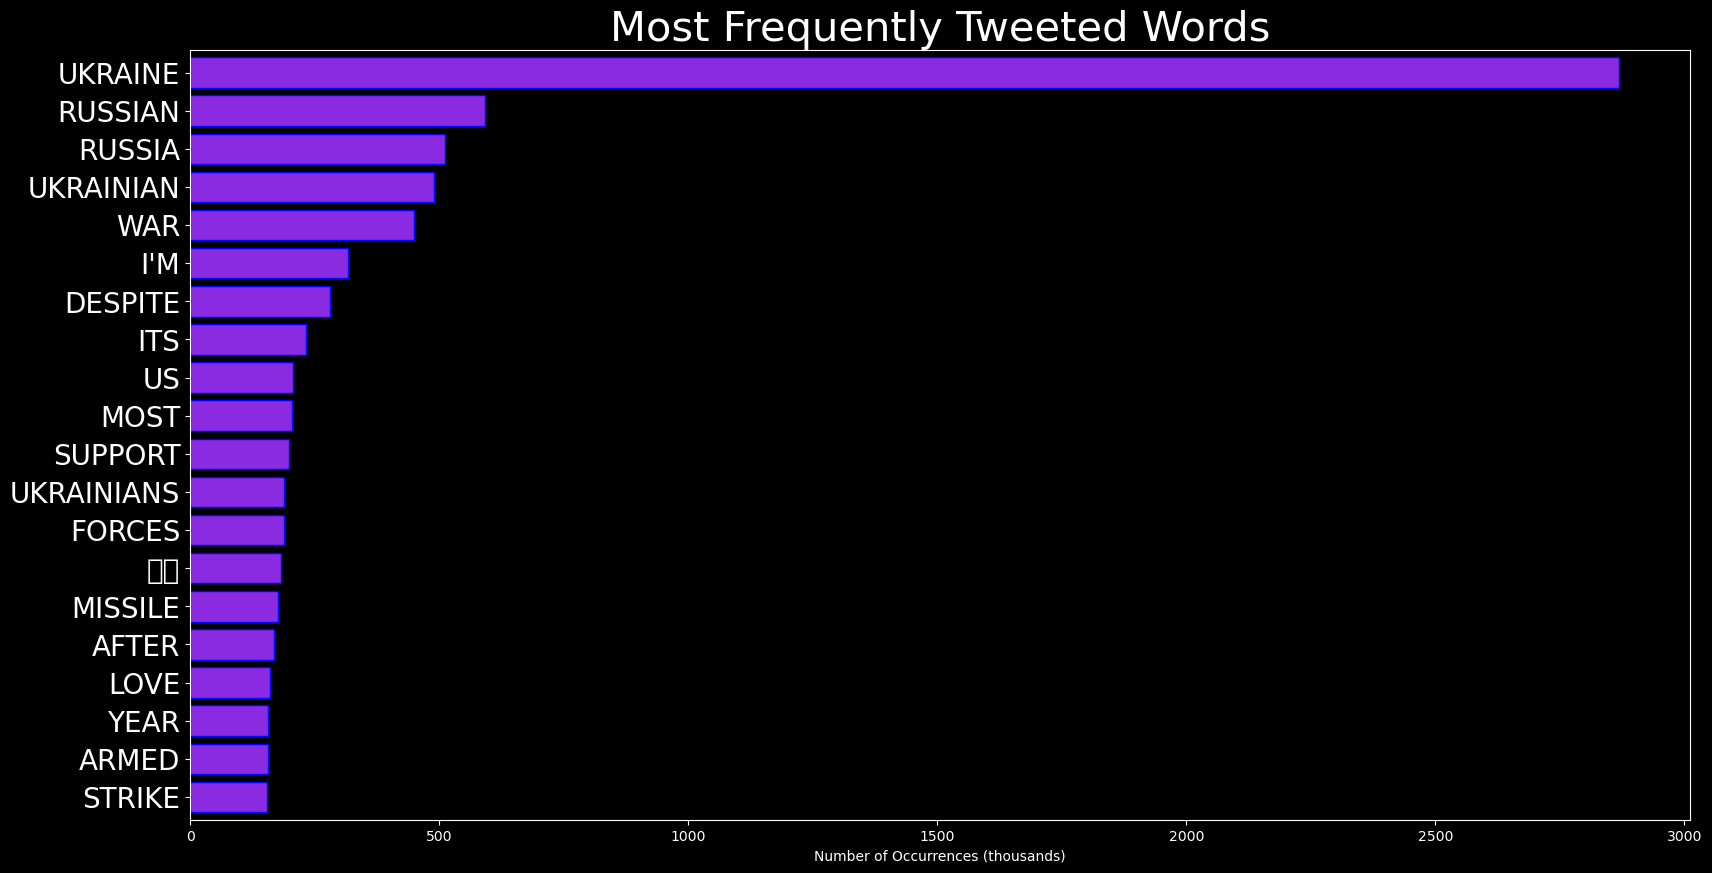 Most Frequently Tweeted Words
UKRAINE
RUSSIAN
RUSSIA
UKRAINIAN
WAR
I'M
DESPITE
ITS
US
MOST
SUPPORT
UKRAINIANS
FORCES
MISSILE
AFTER
LOVE
YEAR
ARMED
STRIKE
0 500 1000 1500 2000 2500 3000
Number of Occurrences (thousands)